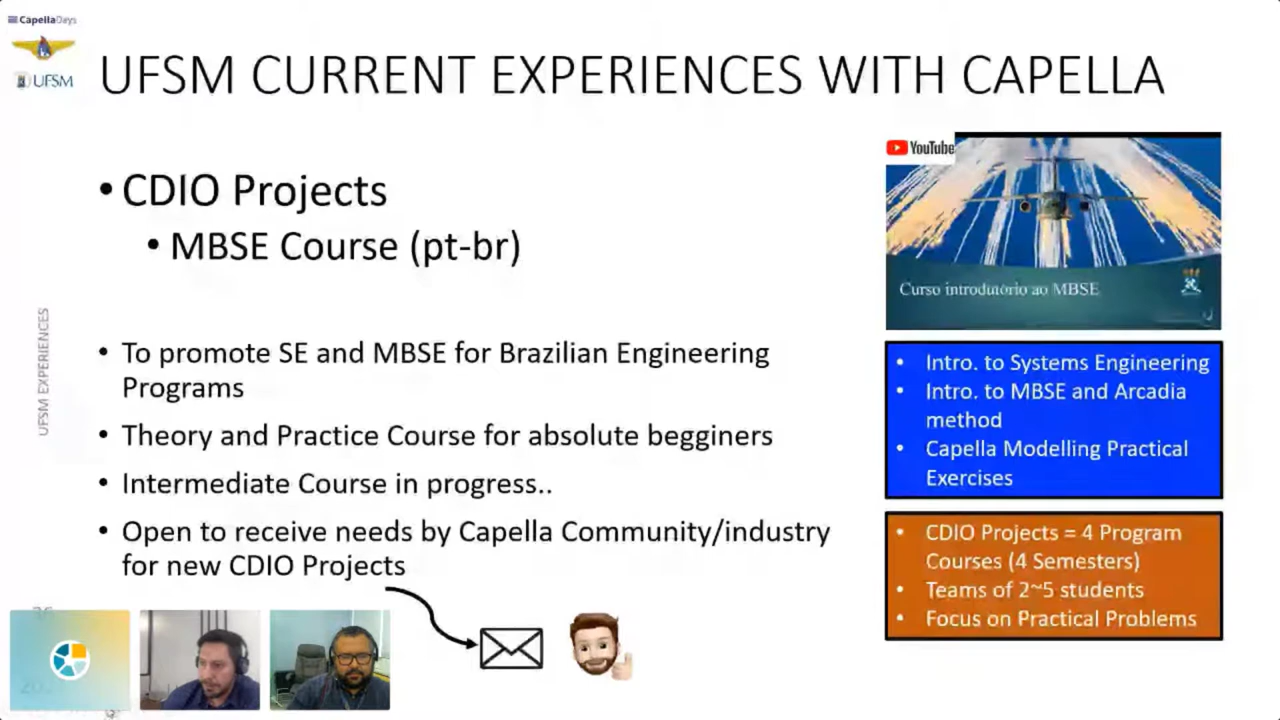 CapellaDays
UFSM
UFSM CURRENT EXPERIENCES WITH CAPELLA
• CDIO Projects
• MBSE Course (pt-br)
UFSM EXPERIENCES
• To promote SE and MBSE for Brazilian Engineering
Programs
• Theory and Practice Course for absolute begginers
• Intermediate Course in progress..
• Open to receive needs by Capella Community/industry
for new CDIO Projects
YouTube
Curso introdutório ao MBSE
• Intro. to Systems Engineering
• Intro. to MBSE and Arcadia
method
• Capella Modelling Practical
Exercises
• CDIO Projects = 4 Program
Courses (4 Semesters)
• Teams of 2~5 students
• Focus on Practical Problems